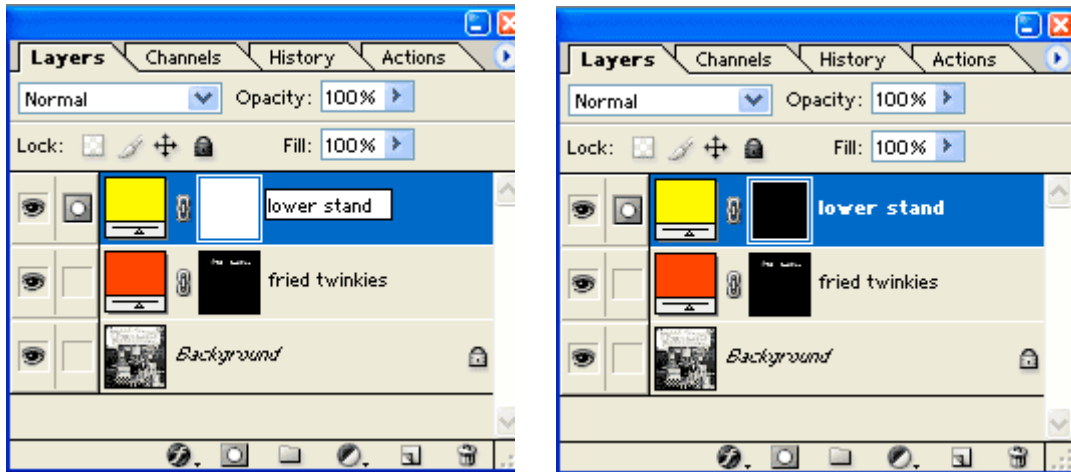 Layers Channels History Actions
Normal Opacity: 100%
Lock: Fill: 100%
lower stand
fried twinkies
Background
Layers Channels History Actions
Normal Opacity: 100%
Lock: Fill: 100%
lower stand
fried twinkies
Background